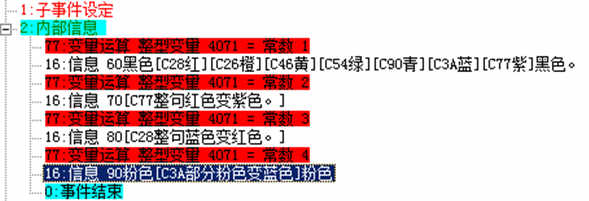 1:子事件设定
2:内部信息
77:变量运算 整型变量 4071 = 常数 1
16:信息 60黑色[C28红][C26橙][C46黄][C54绿][C90青][C3A蓝][C77紫]黑色。
77:变量运算 整型变量 4071 = 常数 2
16:信息 70[C77整句红色变紫色。]
77:变量运算 整型变量 4071 = 常数 3
16:信息 80[C28整句蓝色变红色。]
77:变量运算 整型变量 4071 = 常数 4
16:信息 90粉色[C3A部分粉色变蓝色]粉色
0:事件结束